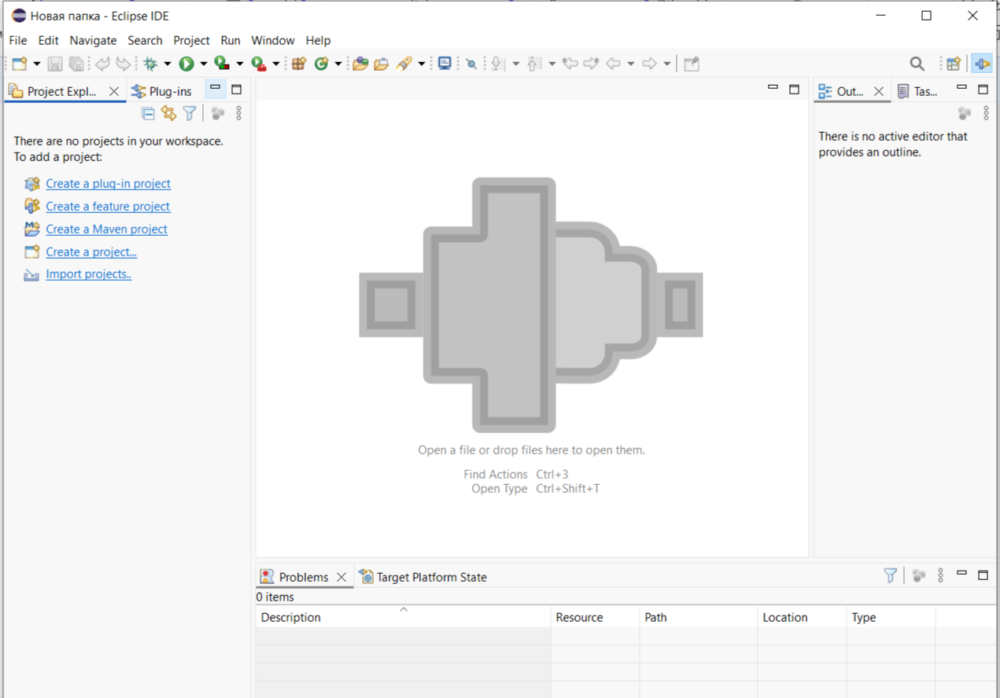 Новая папка - Eclipse IDE
File Edit Navigate Search Project Run Window Help
Project Expl... Plug-ins
Out... Tas...
There are no projects in your workspace.
To add a project:
Create a plug-in project
Create a feature project
Create a Maven project
Create a project...
Import projects..
There is no active editor that
provides an outline.
Open a file or drop files here to open them.
Find Actions Ctrl+3
Open Type Ctrl+Shift+T
Problems Target Platform State
0 items
Description Resource Path Location Type